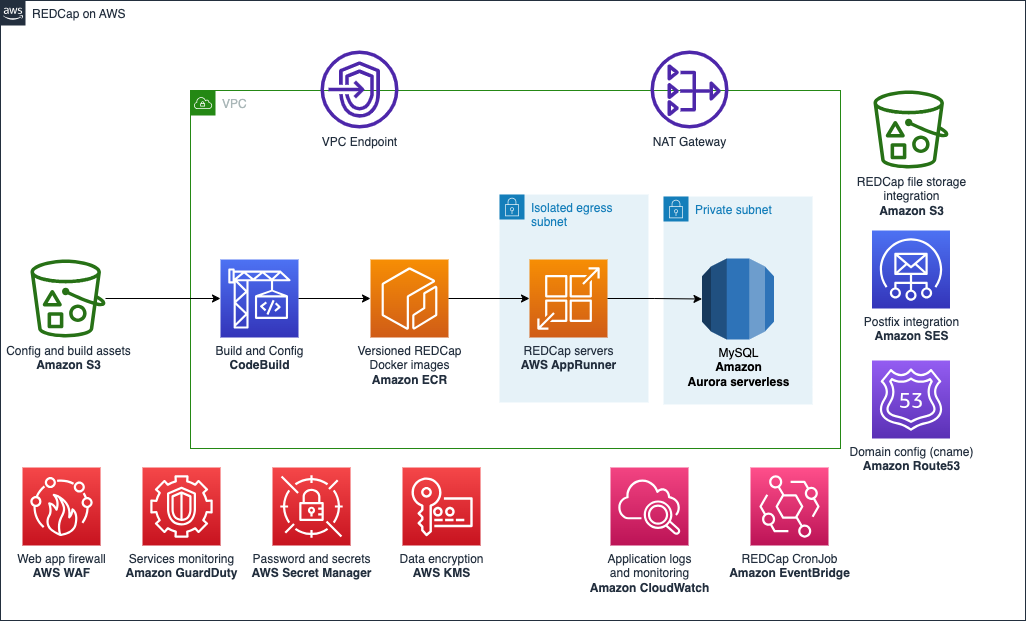 aws
REDCap on AWS
VPC
VPC Endpoint
NAT Gateway
REDCap file storage
integration
Amazon S3
Isolated egress
subnet
Private subnet
Config and build assets
Amazon S3
Build and Config
CodeBuild
Versioned REDCap
Docker images
Amazon ECR
REDCap servers
AWS AppRunner
MySQL
Amazon
Aurora serverless
Postfix integration
Amazon SES
53
Domain config (cname)
Amazon Route53
Web app firewall
AWS WAF
Services monitoring
Amazon GuardDuty
Password and secrets
AWS Secret Manager
Data encryption
AWS KMS
Application logs
and monitoring
Amazon CloudWatch
REDCap CronJob
Amazon EventBridge